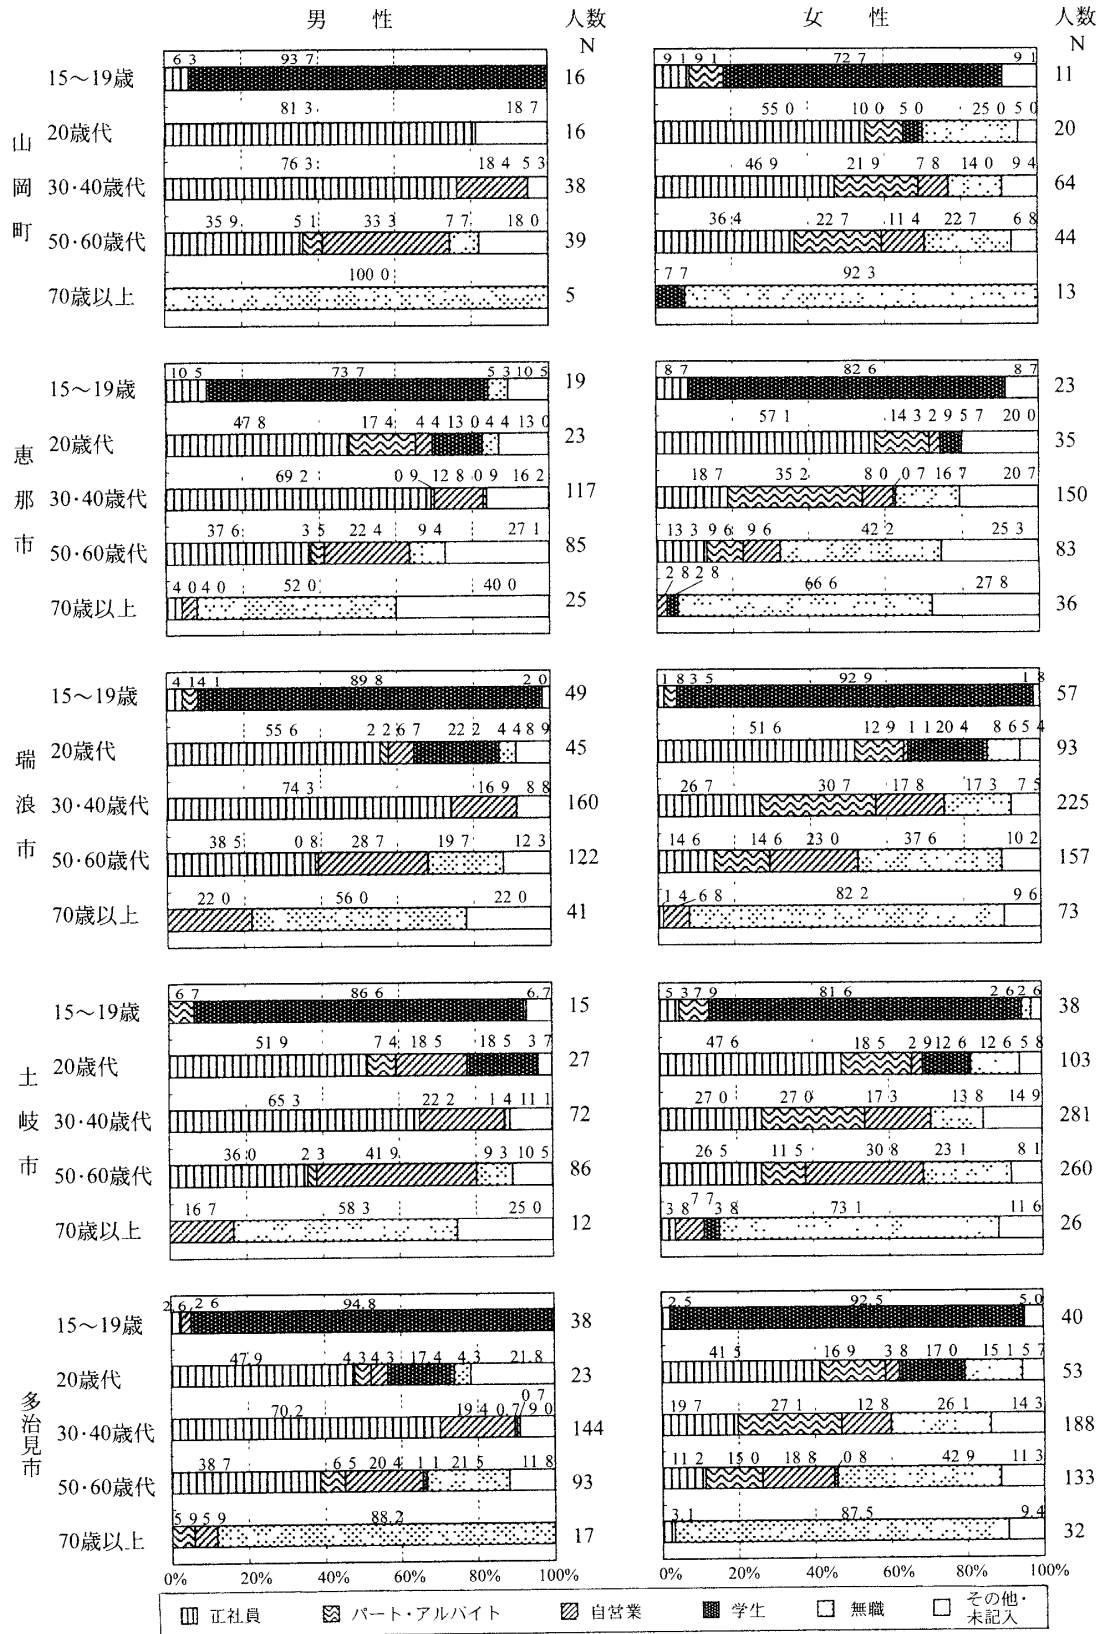 男 性 人数 女 性 人数
N N
山岡町
15～19歳 6 3 93 7 16 9 1 9 1 72 7 9 1 11
20歳代 81 3 18 7 16 55 0 10 0 5 0 25 0 5 0 20
30·40歳代 76 3 18 4 5 3 38 46 9 21 9 7 8 14 0 9 4 64
50·60歳代 35 9 5 1 33 3 7 7 18 0 39 36 4 22 7 11 4 22 7 6 8 44
70歳以上 100 0 5 7 7 92 3 13
恵那市
15～19歳 10 5 73 7 5 3 10 5 19 8 7 82 6 8 7 23
20歳代 47 8 17 4 4 4 13 0 4 4 13 0 23 57 1 14 3 2 9 5 7 20 0 35
30·40歳代 69 2 0 9 12 8 0 9 16 2 117 18 7 35 2 8 0 0 7 16 7 20 7 150
50·60歳代 37 6 3 5 22 4 9 4 27 1 85 13 3 9 6 9 6 42 2 25 3 83
70歳以上 4 0 4 0 52 0 40 0 25 2 8 2 8 66 6 27 8 36
瑞浪市
15～19歳 4 1 4 1 89 8 2 0 49 1 8 3 5 92 9 1 8 57
20歳代 55 6 2 2 6 7 22 2 4 4 8 9 45 51 6 12 9 1 1 20 4 8 6 5 4 93
30·40歳代 74 3 16 9 8 8 160 26 7 30 7 17 8 17 3 7 5 225
50·60歳代 38 5 0 8 28 7 19 7 12 3 122 14 6 14 6 23 0 37 6 10 2 157
70歳以上 22 0 56 0 22 0 41 1 4 6 8 82 2 9 6 73
土岐市
15～19歳 6 7 86 6 6.7 15 5 3 7 9 81 6 2 6 2 6 38
20歳代 51 9 7 4 18 5 18 5 3 7 27 47 6 18 5 2 9 12 6 12 6 5 8 103
30·40歳代 65 3 22 2 1 4 11 1 72 27 0 27 0 17 3 13 8 14 9 281
50·60歳代 36 0 2 3 41 9 9 3 10 5 86 26 5 11 5 30 8 23 1 8 1 260
70歳以上 16 7 58 3 25 0 12 3 8 7 7 3 8 73 1 11 6 26
多治見市
15～19歳 2.6 2 6 94.8 38 2.5 92.5 5.0 40
20歳代 47.9 4.3 4.3 17.4 4.3 21.8 23 41 5 16 9 3 8 17 0 15 1 5 7 53
30·40歳代 70.2 19 4 0.7 0 7 9 0 144 19 7 27 1 12 8 26 1 14 3 188
50·60歳代 38 7 6 5 20 4 1 1 21 5 11 8 93 11 2 15 0 18 8 0 8 42 9 11 3 133
70歳以上 5 9 5 9 88.2 17 3.1 87.5 9.4 32
0% 20% 40% 60% 80% 100% 0% 20% 40% 60% 80% 100%
正社員 パート・アルバイト 自営業 学生 無職 その他・未記入